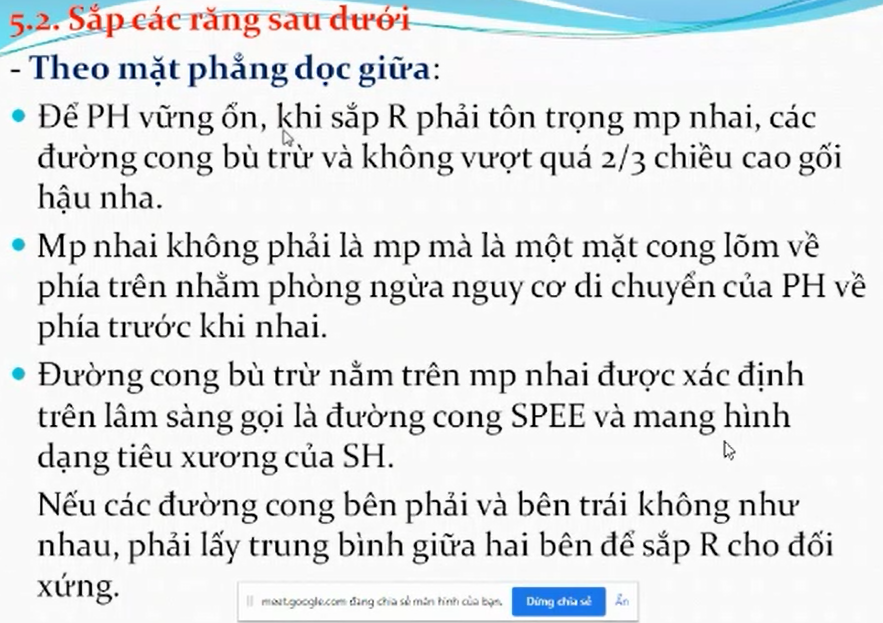 5.2. Sắp các răng sau dưới
- Theo mặt phẳng dọc giữa:
• Để PH vững ổn, khi sắp R phải tôn trọng mp nhai, các
đường cong bù trừ và không vượt quá 2/3 chiều cao gối
hậu nha.
• Mp nhai không phải là mp mà là một mặt cong lõm về
phía trên nhằm phòng ngừa nguy cơ di chuyển của PH về
phía trước khi nhai.
• Đường cong bù trừ nằm trên mp nhai được xác định
trên lâm sàng gọi là đường cong SPEE và mang hình
dạng tiêu xương của SH.
Nếu các đường cong bên phải và bên trái không như
nhau, phải lấy trung bình giữa hai bên để sắp R cho đối
xứng.
meet.google.com đang chia sẻ màn hình của bạn. Dừng chia sẻ Ẩn